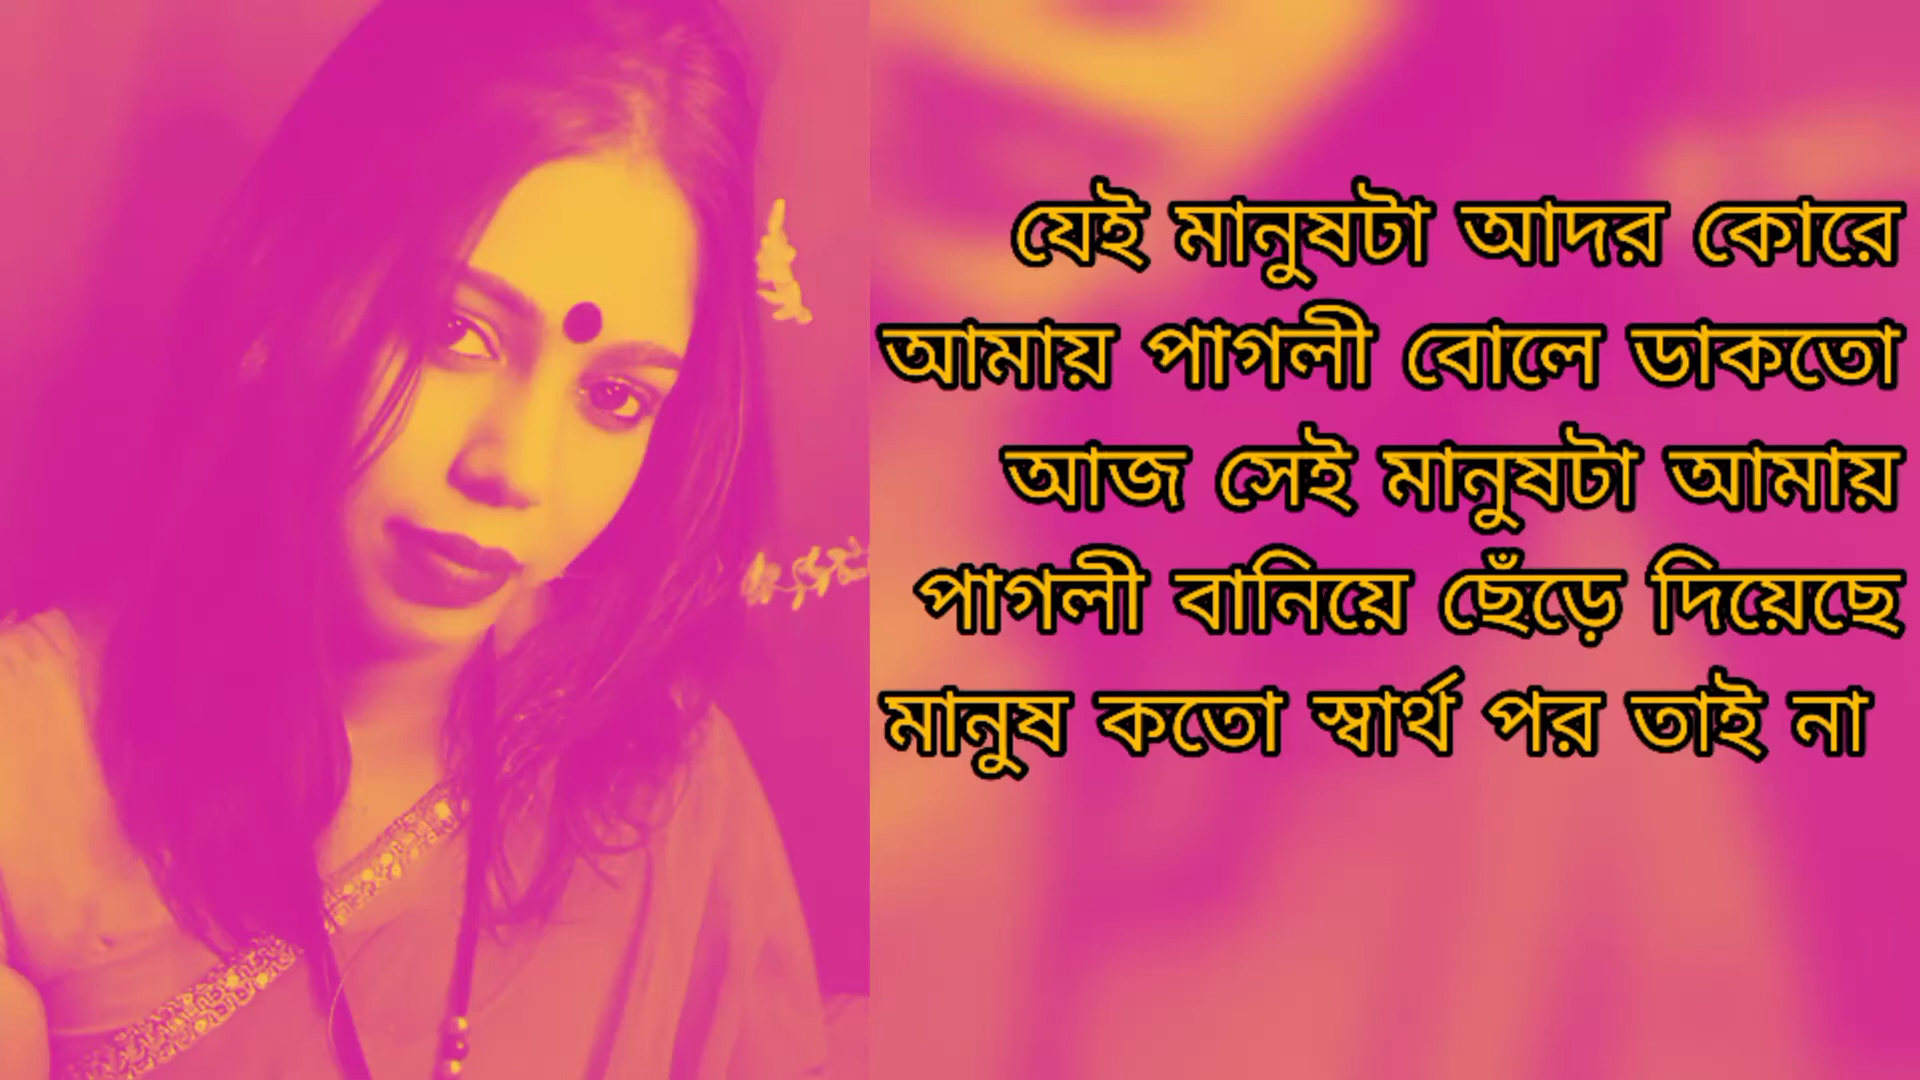 যেই মানুষটা আদর কোরে
আমায় পাগলী বোলে ডাকতো
আজ সেই মানুষটা আমায়
পাগলী বানিয়ে ছেঁড়ে দিয়েছে
মানুষ কতো স্বার্থ পর তাই না